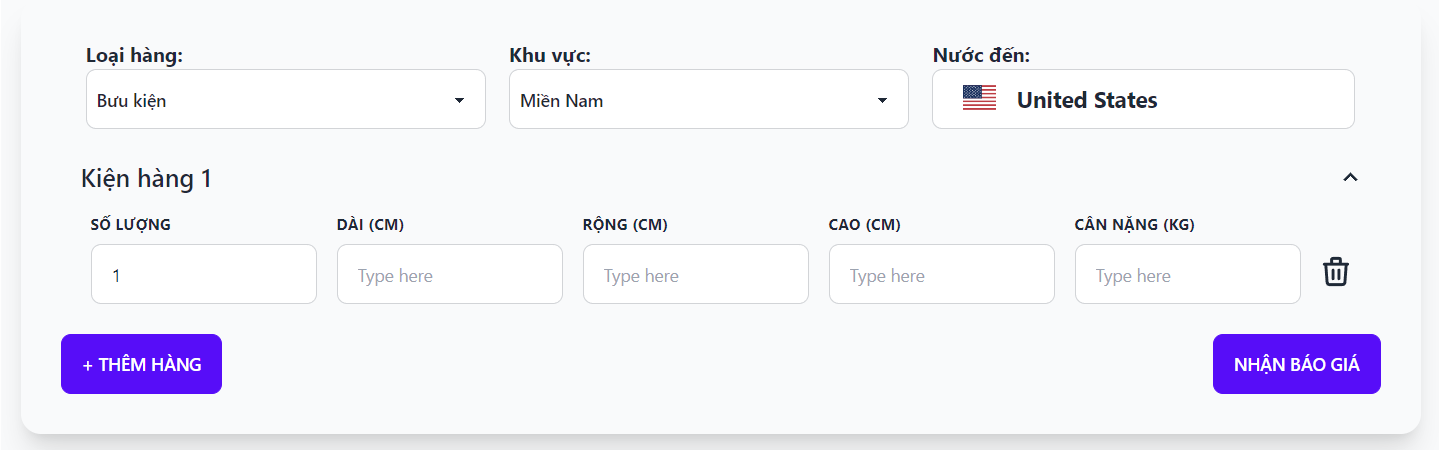 Loại hàng: Khu vực: Nước đến:
Bưu kiện Miền Nam United States
Kiện hàng 1
SỐ LƯỢNG DÀI (CM) RỘNG (CM) CAO (CM) CÂN NẶNG (KG)
1 Type here Type here Type here Type here
+ THÊM HÀNG NHẬN BÁO GIÁ